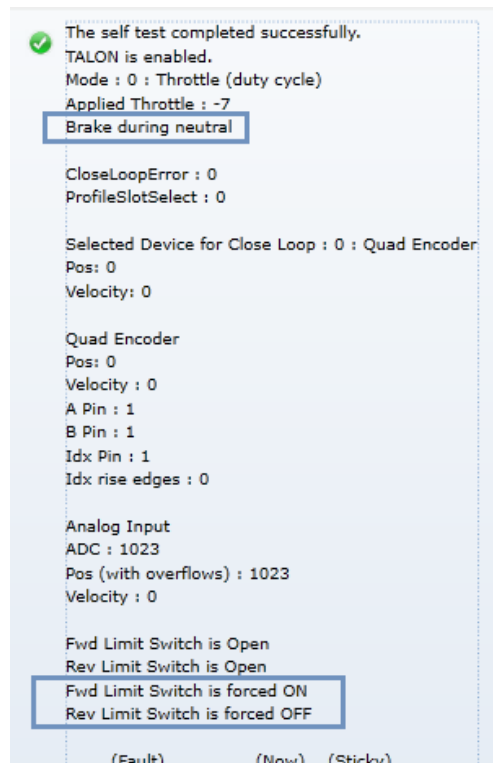 The self test completed successfully.
TALON is enabled.
Mode : 0 : Throttle (duty cycle)
Applied Throttle : -7
Brake during neutral
CloseLoopError : 0
ProfileSlotSelect : 0
Selected Device for Close Loop : 0 : Quad Encoder
Pos: 0
Velocity: 0
Quad Encoder
Pos: 0
Velocity : 0
A Pin : 1
B Pin : 1
Idx Pin : 1
Idx rise edges : 0
Analog Input
ADC : 1023
Pos (with overflows) : 1023
Velocity : 0
Fwd Limit Switch is Open
Rev Limit Switch is Open
Fwd Limit Switch is forced ON
Rev Limit Switch is forced OFF
(Fault) (Now) (Sticky)